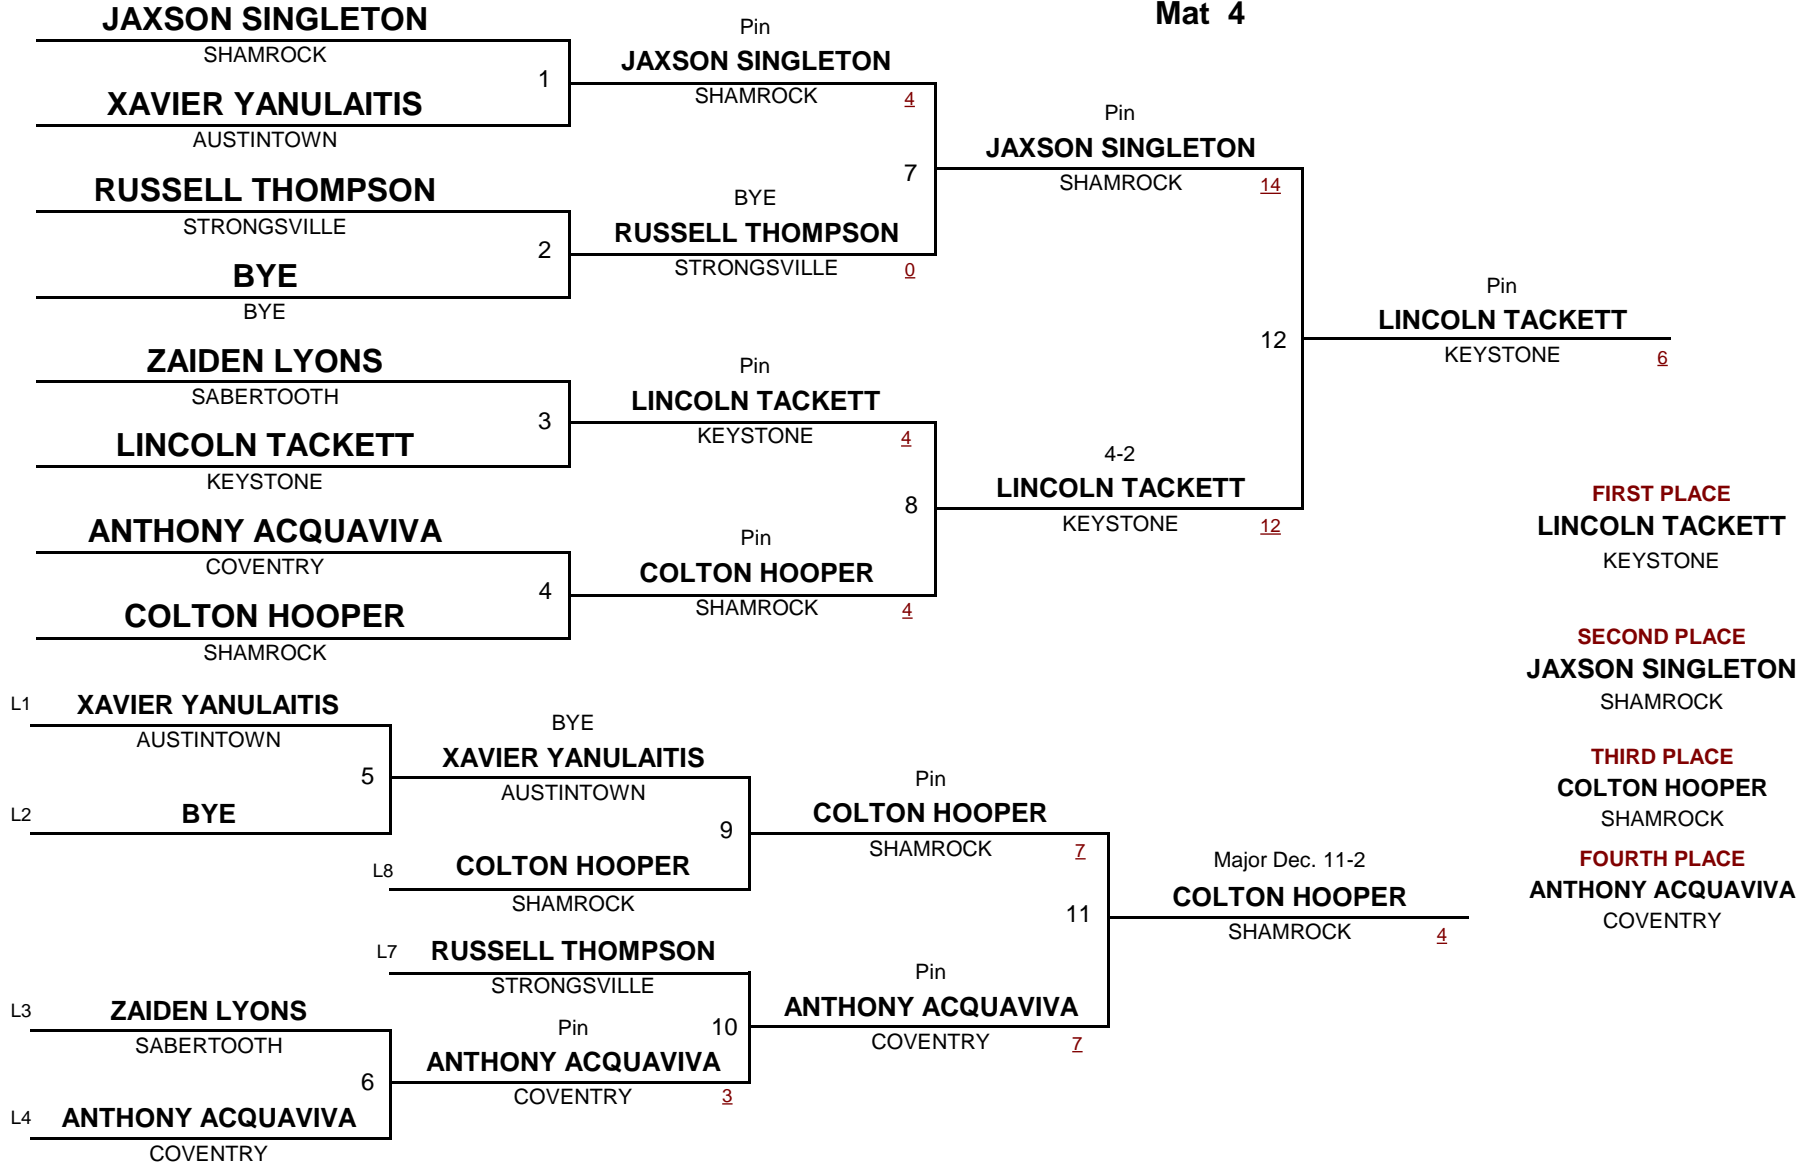 Mat 4
JAXSON SINGLETON
SHAMROCK
1
XAVIER YANULAITIS
AUSTINTOWN
RUSSELL THOMPSON
STRONGSVILLE
2
BYE
BYE
ZAIDEN LYONS
SABERTOOTH
3
LINCOLN TACKETT
KEYSTONE
ANTHONY ACQUAVIVA
COVENTRY
4
COLTON HOOPER
SHAMROCK
Pin
JAXSON SINGLETON
SHAMROCK 4
7
BYE
RUSSELL THOMPSON
STRONGSVILLE 0
Pin
LINCOLN TACKETT
KEYSTONE 4
8
Pin
COLTON HOOPER
SHAMROCK 4
Pin
JAXSON SINGLETON
SHAMROCK 14
12
4-2
LINCOLN TACKETT
KEYSTONE 12
Pin
LINCOLN TACKETT
KEYSTONE 6
L1 XAVIER YANULAITIS
AUSTINTOWN
5
L2 BYE
BYE
XAVIER YANULAITIS
AUSTINTOWN
9
L8 COLTON HOOPER
SHAMROCK
L7 RUSSELL THOMPSON
STRONGSVILLE
10
L3 ZAIDEN LYONS
SABERTOOTH
6
L4 ANTHONY ACQUAVIVA
COVENTRY
Pin
ANTHONY ACQUAVIVA
COVENTRY 3
Pin
COLTON HOOPER
SHAMROCK 7
11
Pin
ANTHONY ACQUAVIVA
COVENTRY 7
Major Dec. 11-2
COLTON HOOPER
SHAMROCK 4
FIRST PLACE
LINCOLN TACKETT
KEYSTONE
SECOND PLACE
JAXSON SINGLETON
SHAMROCK
THIRD PLACE
COLTON HOOPER
SHAMROCK
FOURTH PLACE
ANTHONY ACQUAVIVA
COVENTRY